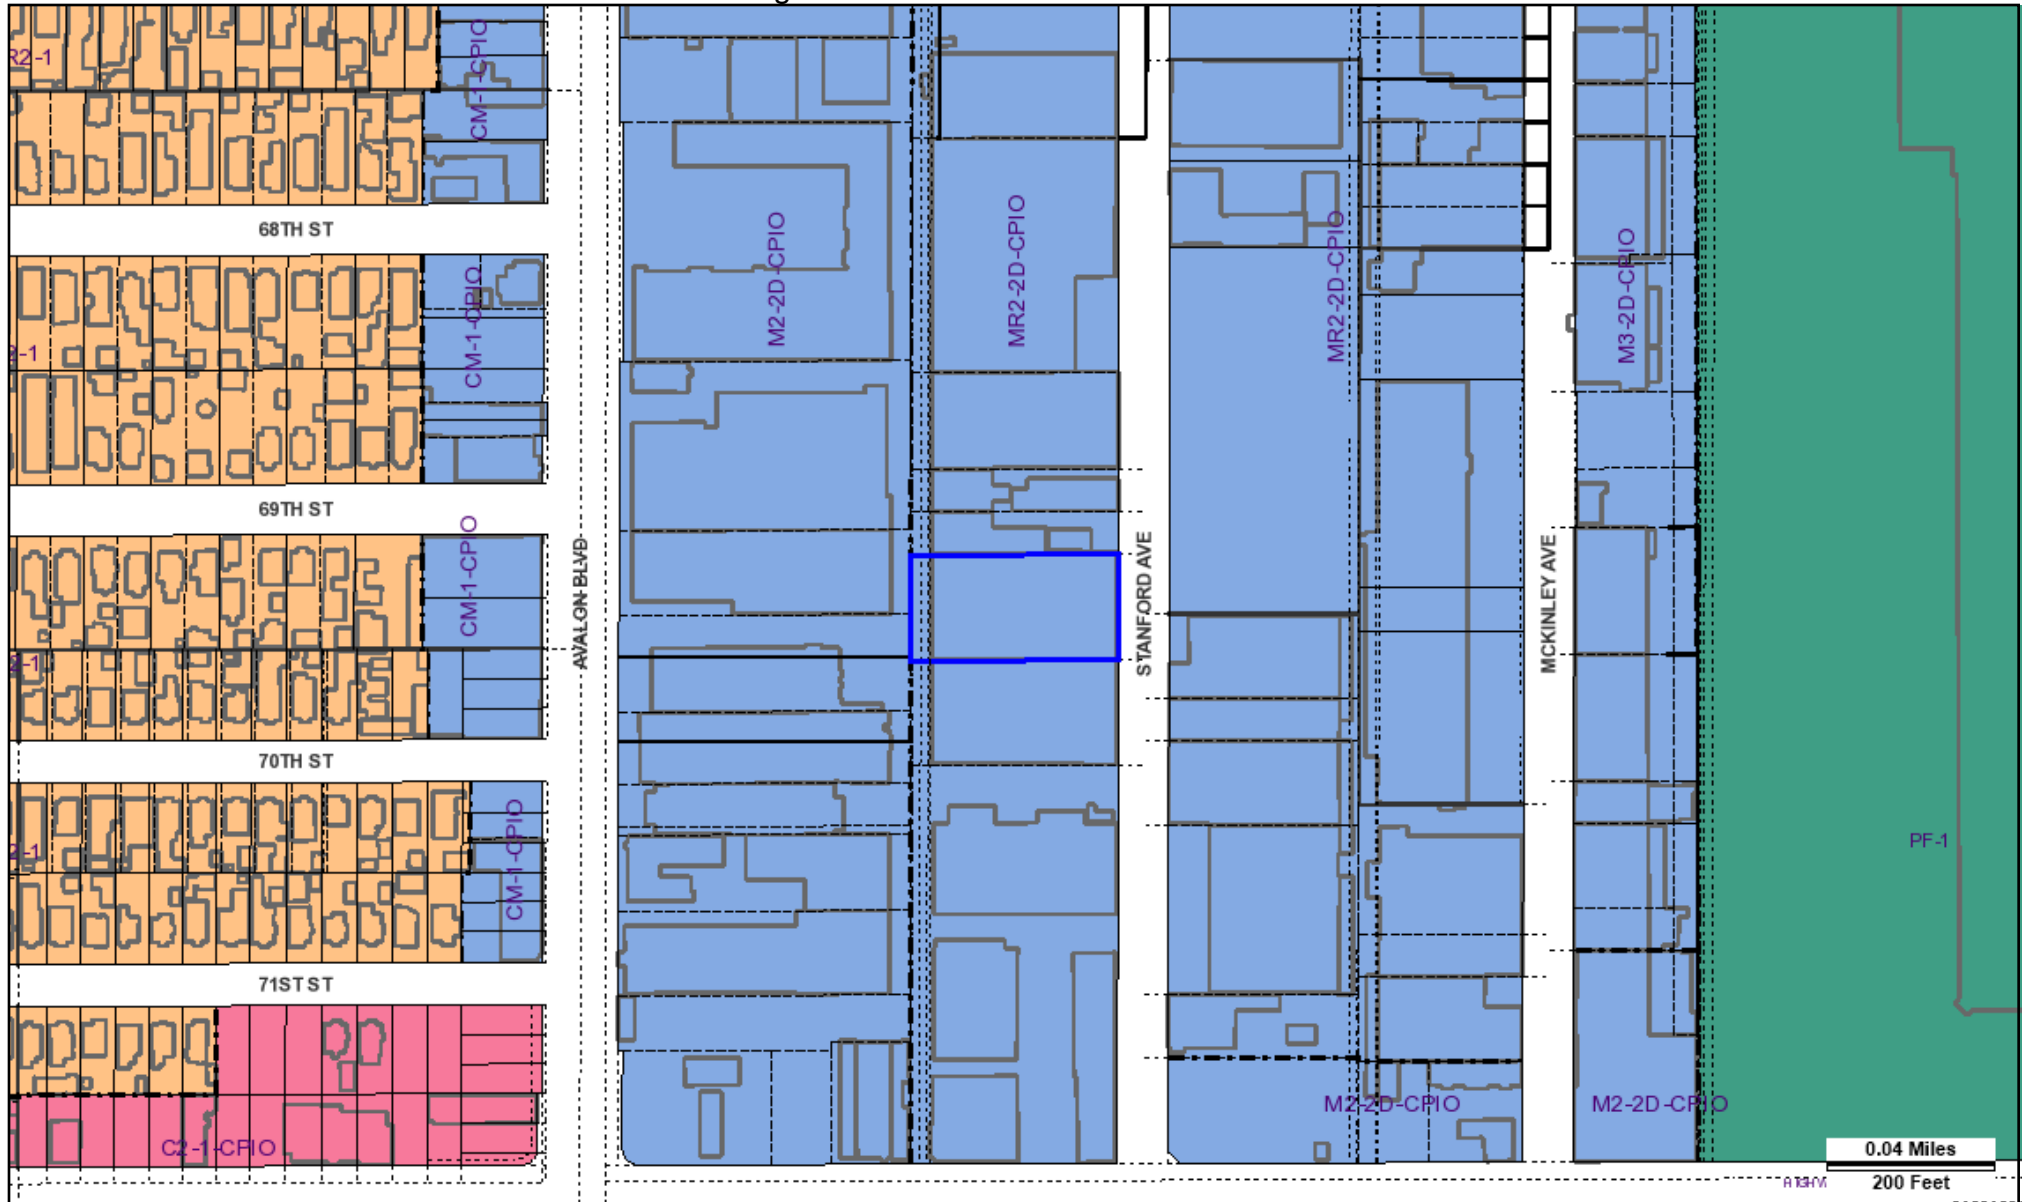 R2-1
CM-1-CPIO
68TH ST
M2-2D-CPIO
MR2-2D-CPIO
MR2-2D-CPIO
M3-2D-CPIO
CM-1-CPIO
69TH ST
AVALON BLVD
CM-1-CPIO
STANFORD AVE
MCKINLEY AVE
70TH ST
CM-1-CPIO
PF-1
71ST ST
C2-1-CPIO
M2-2D-CPIO
M2-2D-CPIO
0.04 Miles
200 Feet